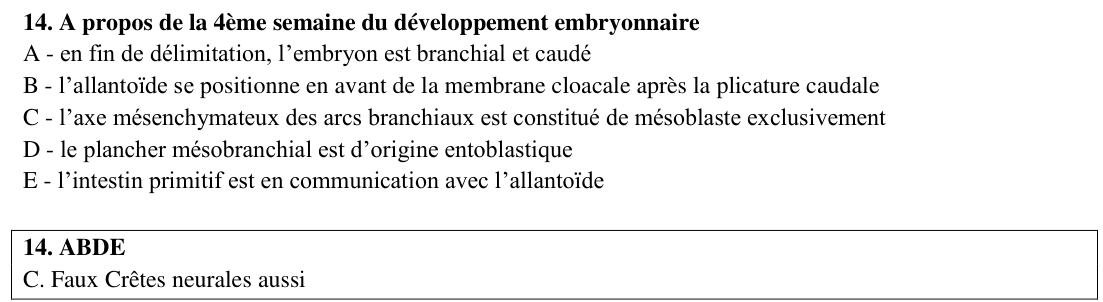 14. A propos de la 4ème semaine du développement embryonnaire
A - en fin de délimitation, l’embryon est branchial et caudé
B - l’allantoïde se positionne en avant de la membrane cloacale après la plicature caudale
C - l’axe mésenchymateux des arcs branchiaux est constitué de mésoblaste exclusivement
D - le plancher mésobranchial est d’origine entoblastique
E - l’intestin primitif est en communication avec l’allantoïde
14. ABDE
C. Faux Crêtes neurales aussi